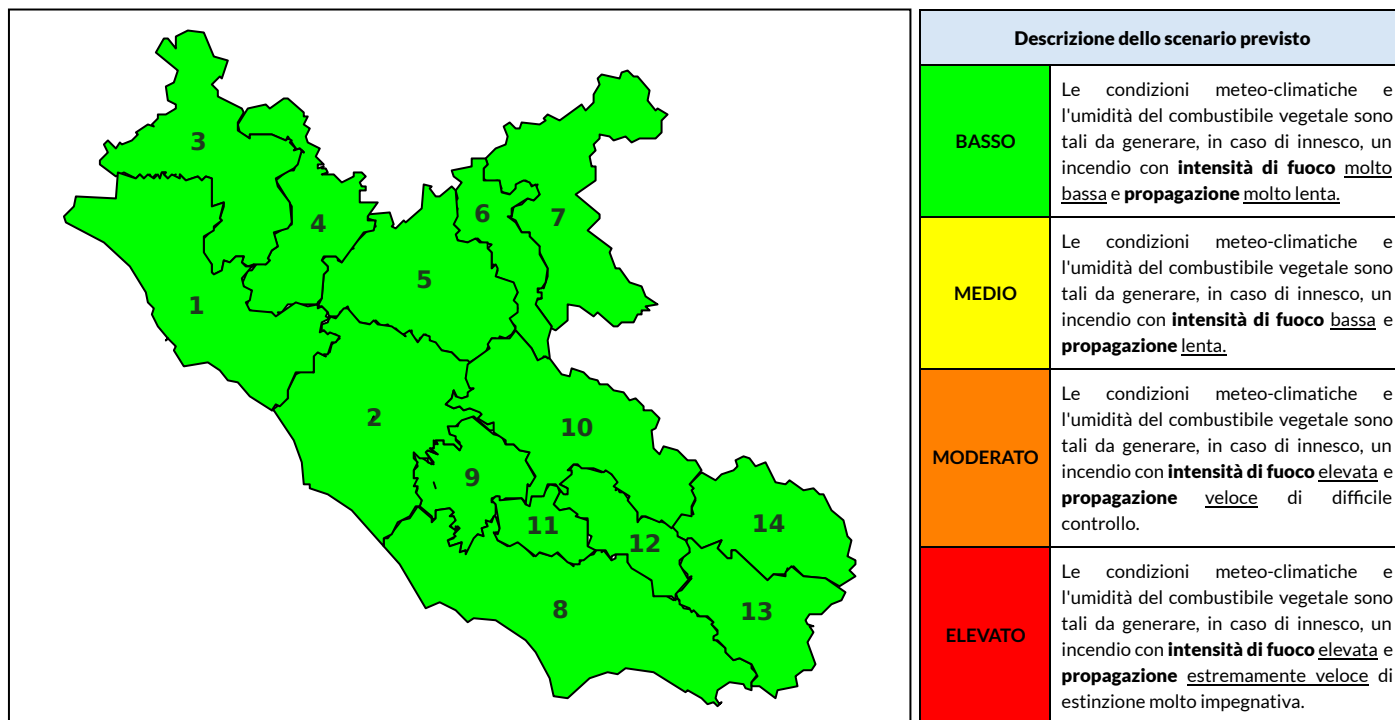 3
4
6
7
5
1
2
10
9
11
12
14
8
13
Descrizione dello scenario previsto
BASSO
Le condizioni meteo-climatiche e
l'umidità del combustibile vegetale sono
tali da generare, in caso di innesco, un
incendio con intensità di fuoco molto
bassa e propagazione molto lenta.
MEDIO
Le condizioni meteo-climatiche e
l'umidità del combustibile vegetale sono
tali da generare, in caso di innesco, un
incendio con intensità di fuoco bassa e
propagazione lenta.
MODERATO
Le condizioni meteo-climatiche e
l'umidità del combustibile vegetale sono
tali da generare, in caso di innesco, un
incendio con intensità di fuoco elevata e
propagazione veloce di difficile
controllo.
ELEVATO
Le condizioni meteo-climatiche e
l'umidità del combustibile vegetale sono
tali da generare, in caso di innesco, un
incendio con intensità di fuoco elevata e
propagazione estremamente veloce di
estinzione molto impegnativa.